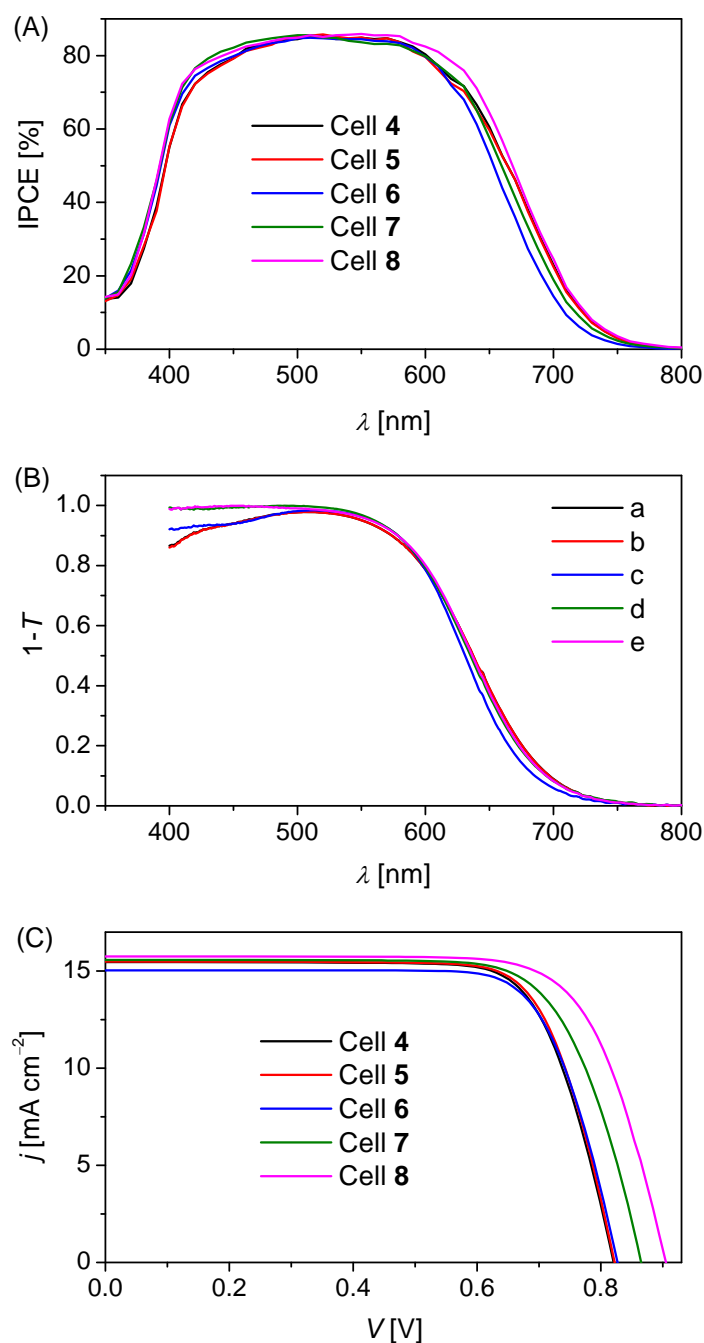 (A)
80
60
40
20
0
IPCE [%]
Cell 4
Cell 5
Cell 6
Cell 7
Cell 8
400 500 600 700 800
λ [nm]
(B)
1.0
0.8
0.6
0.4
0.2
0.0
1-T
a
b
c
d
e
400 500 600 700 800
λ [nm]
(C)
15
10
5
0
j [mA cm⁻²]
Cell 4
Cell 5
Cell 6
Cell 7
Cell 8
0.0 0.2 0.4 0.6 0.8
V [V]